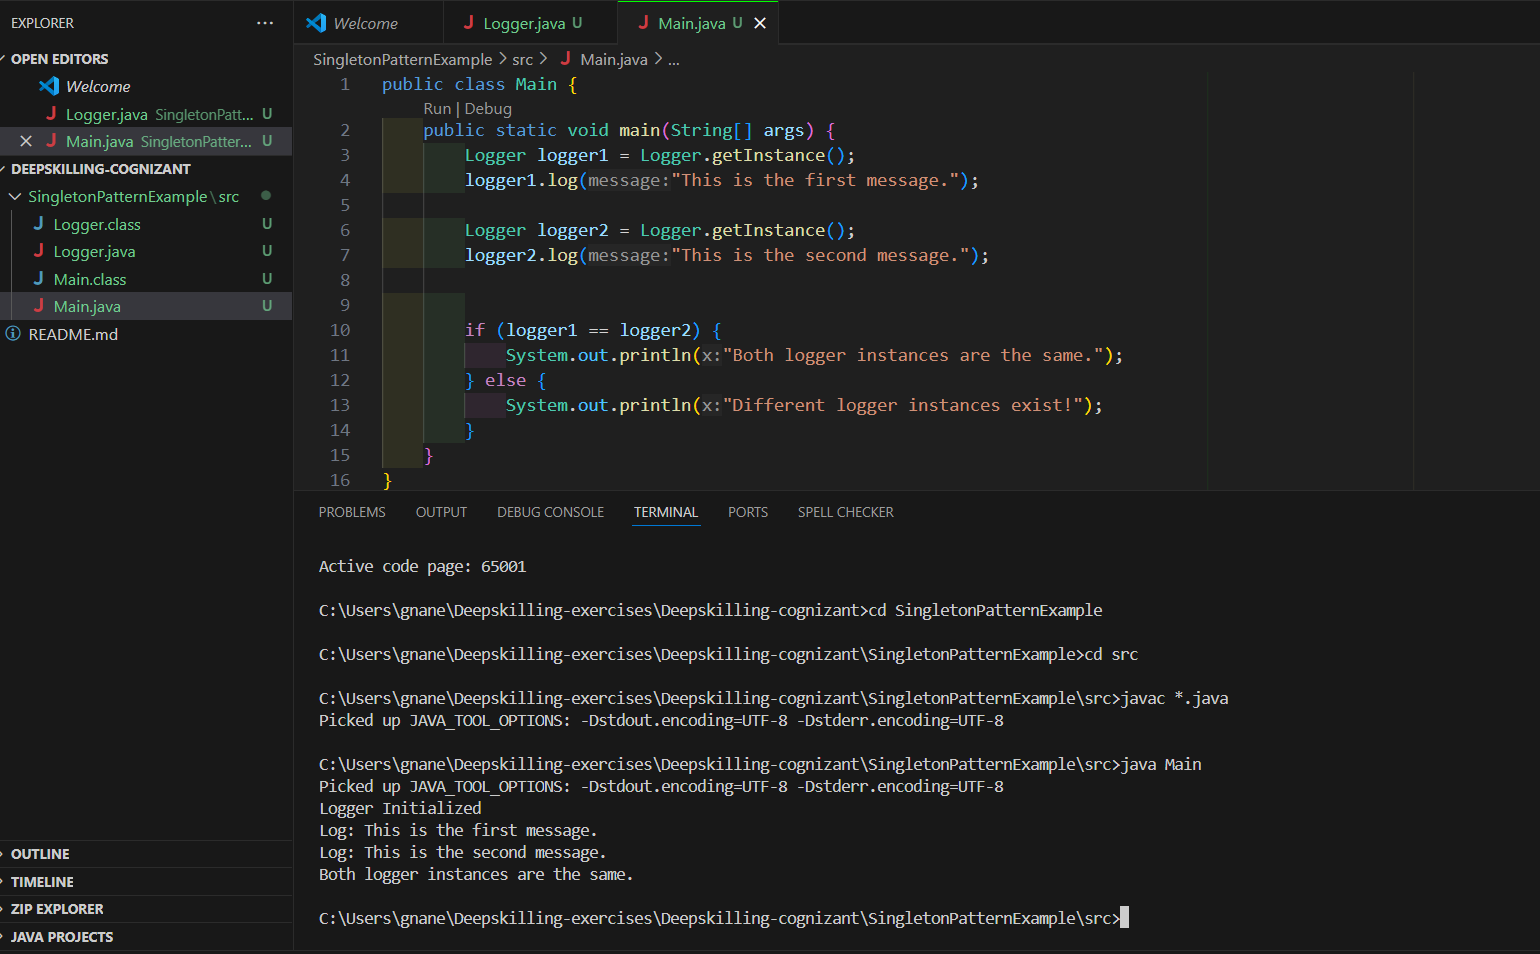 EXPLORER
OPEN EDITORS
Welcome
Logger.java SingletonPatt... U
Main.java SingletonPatter... U
DEEPSKILLING-COGNIZANT
SingletonPatternExample\src
Logger.class U
Logger.java U
Main.class U
Main.java U
README.md
OUTLINE
TIMELINE
ZIP EXPLORER
JAVA PROJECTS
Welcome
Logger.java U
Main.java U
SingletonPatternExample > src > Main.java > ...
1 public class Main {
Run | Debug
2 public static void main(String[] args) {
3 Logger logger1 = Logger.getInstance();
4 logger1.log(message:"This is the first message.");
5
6 Logger logger2 = Logger.getInstance();
7 logger2.log(message:"This is the second message.");
8
9
10 if (logger1 == logger2) {
11 System.out.println(x:"Both logger instances are the same.");
12 } else {
13 System.out.println(x:"Different logger instances exist!");
14 }
15 }
16 }
PROBLEMS OUTPUT DEBUG CONSOLE TERMINAL PORTS SPELL CHECKER
Active code page: 65001
C:\Users\gnane\Deepskilling-exercises\Deepskilling-cognizant>cd SingletonPatternExample
C:\Users\gnane\Deepskilling-exercises\Deepskilling-cognizant\SingletonPatternExample>cd src
C:\Users\gnane\Deepskilling-exercises\Deepskilling-cognizant\SingletonPatternExample\src>javac *.java
Picked up JAVA_TOOL_OPTIONS: -Dstdout.encoding=UTF-8 -Dstderr.encoding=UTF-8
C:\Users\gnane\Deepskilling-exercises\Deepskilling-cognizant\SingletonPatternExample\src>java Main
Picked up JAVA_TOOL_OPTIONS: -Dstdout.encoding=UTF-8 -Dstderr.encoding=UTF-8
Logger Initialized
Log: This is the first message.
Log: This is the second message.
Both logger instances are the same.
C:\Users\gnane\Deepskilling-exercises\Deepskilling-cognizant\SingletonPatternExample\src>